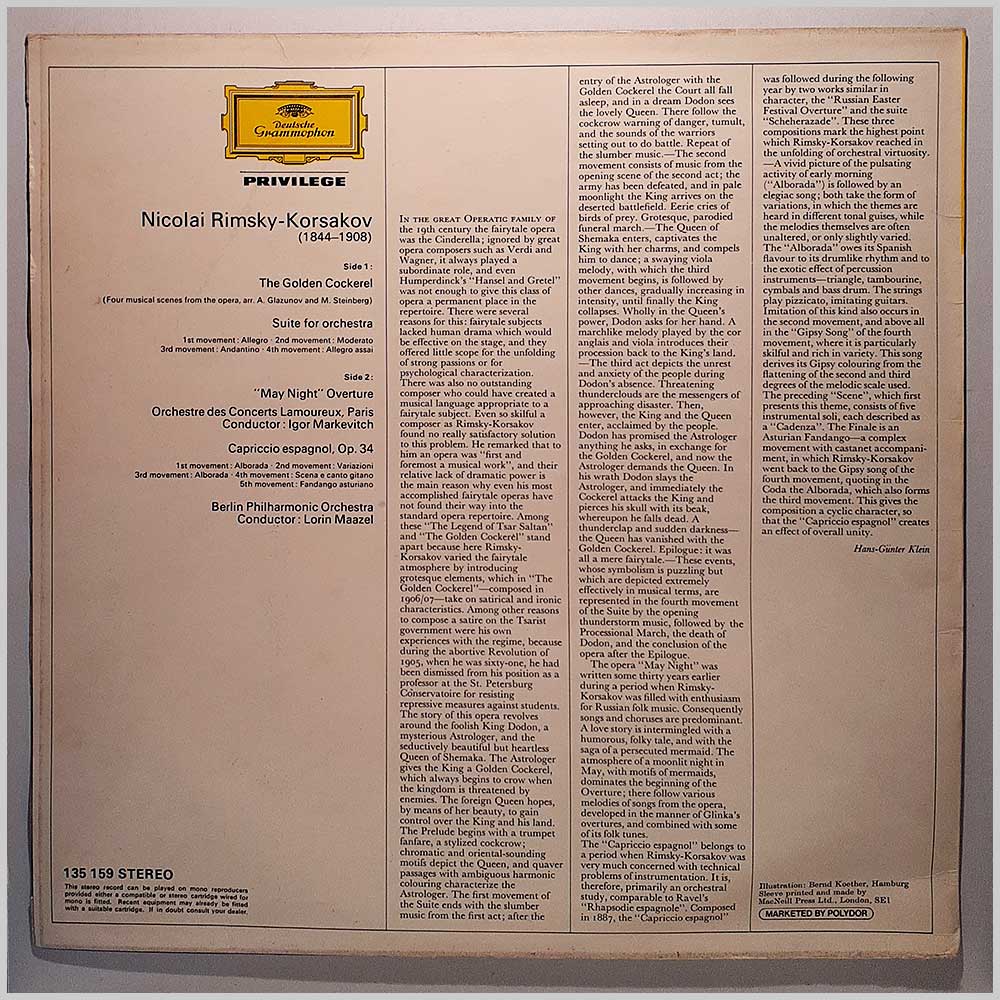 Deutsche
Grammophon
PRIVILEGE
Nicolai Rimsky-Korsakov
(1844–1908)
Side 1:
The Golden Cockerel
(Four musical scenes from the opera, arr. A. Glazunov and M. Steinberg)
Suite for orchestra
1st movement: Allegro · 2nd movement: Moderato
3rd movement: Andantino · 4th movement: Allegro assai
Side 2:
"May Night" Overture
Orchestre des Concerts Lamoureux, Paris
Conductor: Igor Markevitch
Capriccio espagnol, Op. 34
1st movement: Alborada · 2nd movement: Variazioni
3rd movement: Alborada · 4th movement: Scena e canto gitano
5th movement: Fandango asturiano
Berlin Philharmonic Orchestra
Conductor: Lorin Maazel
135 159 STEREO
This stereo record can be played on mono reproducers
provided either a compatible or stereo cartridge wired for
mono is fitted. Recent equipment may already be fitted
with a suitable cartridge. If in doubt consult your dealer.
IN THE GREAT OPERATIC FAMILY OF
the 19th century the fairytale opera
was the Cinderella; ignored by great
opera composers such as Verdi and
Wagner, it always played a
subordinate role, and even
Humperdinck's "Hansel and Gretel"
was not enough to give this class of
opera a permanent place in the
repertoire. There were several
reasons for this: fairytale subjects
lacked human drama which would
be effective on the stage, and they
offered little scope for the unfolding
of strong passions or for
psychological characterization.
There was also no outstanding
composer who could have created a
musical language appropriate to a
fairytale subject. Even so skilful a
composer as Rimsky-Korsakov
found no really satisfactory solution
to this problem. He remarked that to
him an opera was "first and
foremost a musical work", and their
relative lack of dramatic power is
the main reason why even his most
accomplished fairytale operas have
not found their way into the
standard opera repertoire. Among
these "The Legend of Tsar Saltan"
and "The Golden Cockerel" stand
apart because here Rimsky-
Korsakov varied the fairytale
atmosphere by introducing
grotesque elements, which in "The
Golden Cockerel"—composed in
1906/07—take on satirical and ironic
characteristics. Among other reasons
to compose a satire on the Tsarist
government were his own
experiences with the regime, because
during the abortive Revolution of
1905, when he was sixty-one, he had
been dismissed from his position as a
professor at the St. Petersburg
Conservatoire for resisting
repressive measures against students.
The story of this opera revolves
around the foolish King Dodon, a
mysterious Astrologer, and the
seductively beautiful but heartless
Queen of Shemaka. The Astrologer
gives the King a Golden Cockerel,
which always begins to crow when
the kingdom is threatened by
enemies. The foreign Queen hopes,
by means of her beauty, to gain
control over the King and his land.
The Prelude begins with a trumpet
fanfare, a stylized cockcrow;
chromatic and oriental-sounding
motifs depict the Queen, and quaver
passages with ambiguous harmonic
colouring characterize the
Astrologer. The first movement of
the Suite ends with the slumber
music from the first act; after the
entry of the Astrologer with the
Golden Cockerel the Court all fall
asleep, and in a dream Dodon sees
the lovely Queen. There follow the
cockcrow warning of danger, tumult,
and the sounds of the warriors
setting out to do battle. Repeat of
the slumber music.—The second
movement consists of music from the
opening scene of the second act; the
army has been defeated, and in pale
moonlight the King arrives on the
deserted battlefield. Eerie cries of
birds of prey. Grotesque, parodied
funeral march.—The Queen of
Shemaka enters, captivates the
King with her charms, and compels
him to dance; a swaying viola
melody, with which the third
movement begins, is followed by
other dances, gradually increasing in
intensity, until finally the King
collapses. Wholly in the Queen's
power, Dodon asks for her hand. A
marchlike melody played by the cor
anglais and viola introduces their
procession back to the King's land.
—The third act depicts the unrest
and anxiety of the people during
Dodon's absence. Threatening
thunderclouds are the messengers of
approaching disaster. Then,
however, the King and the Queen
enter, acclaimed by the people.
Dodon has promised the Astrologer
anything he asks, in exchange for
the Golden Cockerel, and now the
Astrologer demands the Queen. In
his wrath Dodon slays the
Astrologer, and immediately the
Cockerel attacks the King and
pierces his skull with its beak,
whereupon he falls dead. A
thunderclap and sudden darkness—
the Queen has vanished with the
Golden Cockerel. Epilogue: it was
all a mere fairytale.—These events,
whose symbolism is puzzling but
which are depicted extremely
effectively in musical terms, are
represented in the fourth movement
of the Suite by the opening
thunderstorm music, followed by the
Processional March, the death of
Dodon, and the conclusion of the
opera after the Epilogue.
The opera "May Night" was
written some thirty years earlier
during a period when Rimsky-
Korsakov was filled with enthusiasm
for Russian folk music. Consequently
songs and choruses are predominant.
A love story is intermingled with a
humorous, folky tale, and with the
saga of a persecuted mermaid. The
atmosphere of a moonlit night in
May, with motifs of mermaids,
dominates the beginning of the
Overture; there follow various
melodies of songs from the opera,
developed in the manner of Glinka's
overtures, and combined with some
of its folk tunes.
The "Capriccio espagnol" belongs to
a period when Rimsky-Korsakov was
very much concerned with technical
problems of instrumentation. It is,
therefore, primarily an orchestral
study, comparable to Ravel's
"Rhapsodie espagnole". Composed
in 1887, the "Capriccio espagnol"
was followed during the following
year by two works similar in
character, the "Russian Easter
Festival Overture" and the suite
"Scheherazade". These three
compositions mark the highest point
which Rimsky-Korsakov reached in
the unfolding of orchestral virtuosity.
—A vivid picture of the pulsating
activity of early morning
("Alborada") is followed by an
elegiac song; both take the form of
variations, in which the themes are
heard in different tonal guises, while
the melodies themselves are often
unaltered, or only slightly varied.
The "Alborada" owes its Spanish
flavour to its drumlike rhythm and to
the exotic effect of percussion
instruments—triangle, tambourine,
cymbals and bass drum. The strings
play pizzicato, imitating guitars.
Imitation of this kind also occurs in
the second movement, and above all
in the "Gipsy Song" of the fourth
movement, where it is particularly
skilful and rich in variety. This song
derives its Gipsy colouring from the
flattening of the second and third
degrees of the melodic scale used.
The preceding "Scene", which first
presents this theme, consists of five
instrumental soli, each described as
a "Cadenza". The Finale is an
Asturian Fandango—a complex
movement with castanet accompani-
ment, in which Rimsky-Korsakov
went back to the Gipsy song of the
fourth movement, quoting in the
Coda the Alborada, which also forms
the third movement. This gives the
composition a cyclic character, so
that the "Capriccio espagnol" creates
an effect of overall unity.
Hans-Günter Klein
Illustration: Bernd Koether, Hamburg
Sleeve printed and made by
MacNeill Press Ltd., London, SE1
MARKETED BY POLYDOR